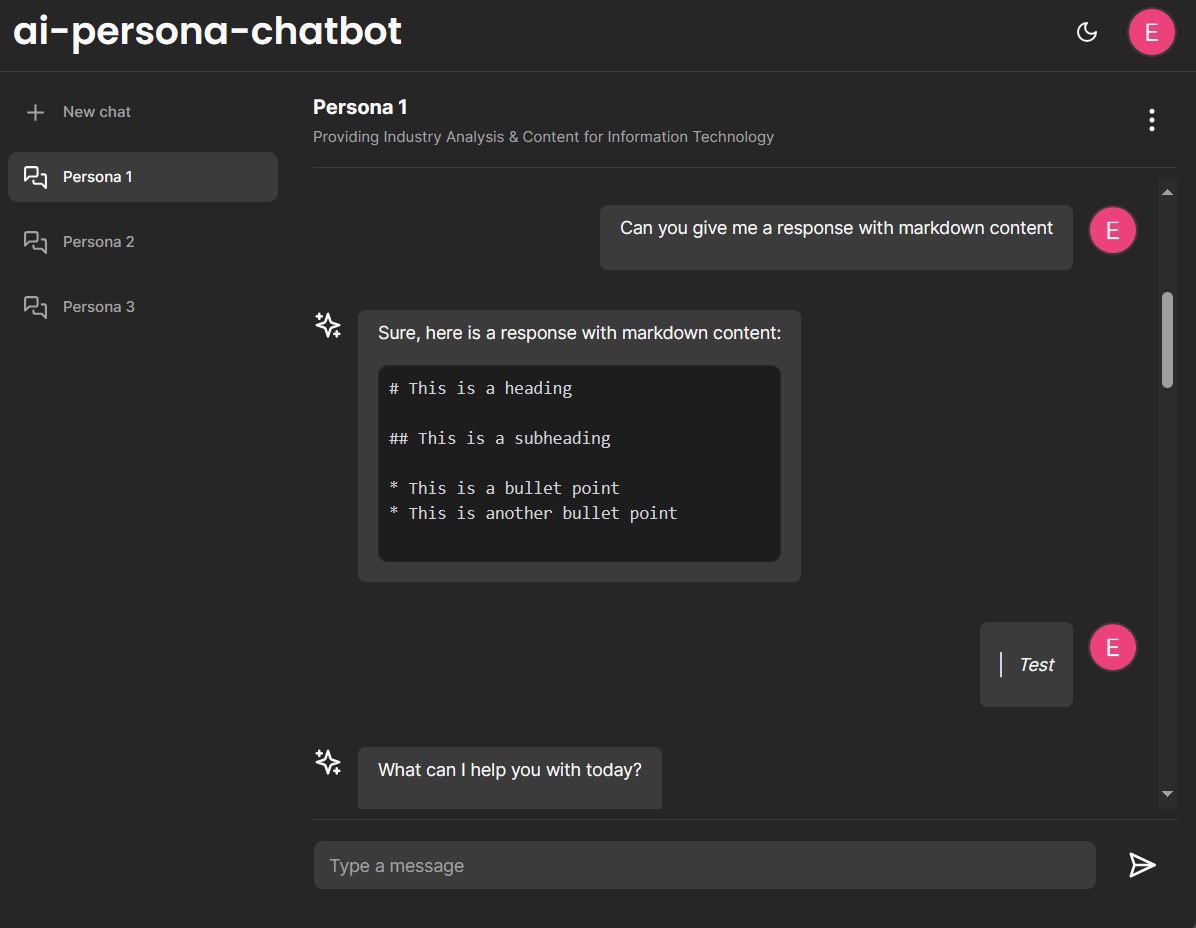 ai-persona-chatbot
E
New chat
Persona 1
Persona 2
Persona 3
Persona 1
Providing Industry Analysis & Content for Information Technology
Can you give me a response with markdown content
E
Sure, here is a response with markdown content:
# This is a heading
## This is a subheading
* This is a bullet point
* This is another bullet point
Test
E
What can I help you with today?
Type a message